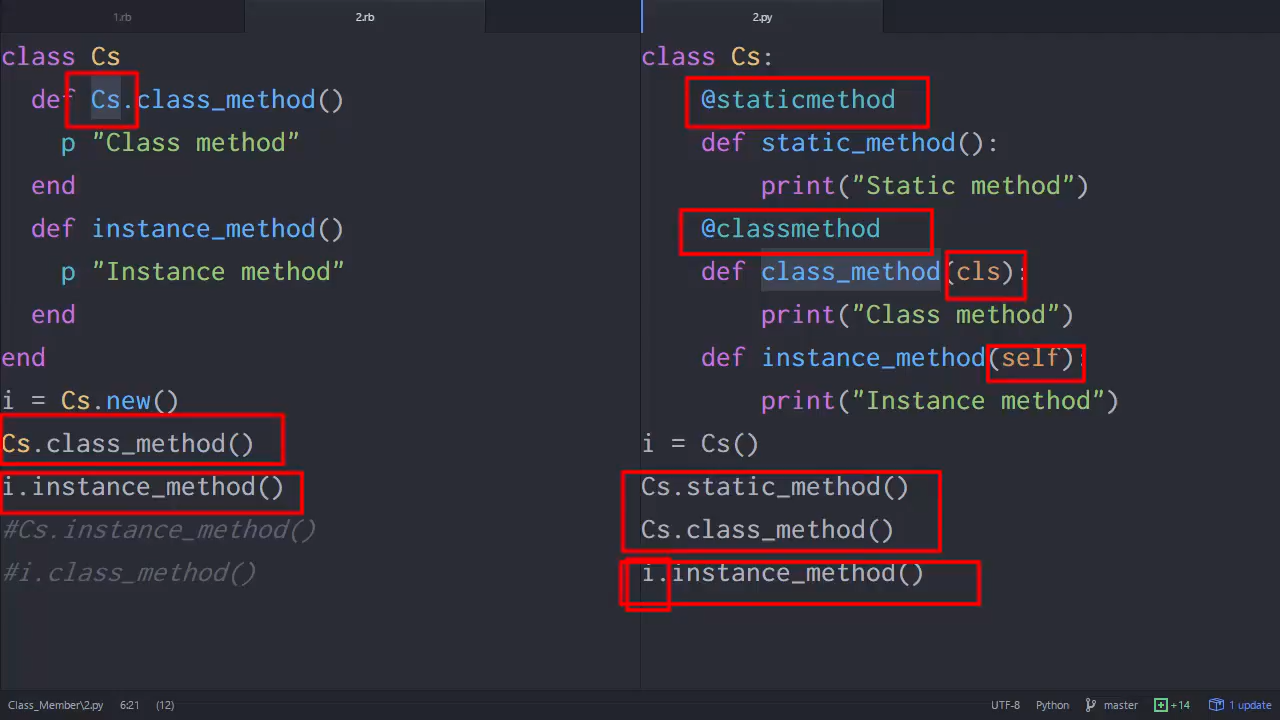 1.rb
2.rb
2.py
class Cs
def Cs.class_method()
p "Class method"
end
def instance_method()
p "Instance method"
end
end
i = Cs.new()
Cs.class_method()
i.instance_method()
#Cs.instance_method()
#i.class_method()
class Cs:
@staticmethod
def static_method():
print("Static method")
@classmethod
def class_method(cls):
print("Class method")
def instance_method(self):
print("Instance method")
i = Cs()
Cs.static_method()
Cs.class_method()
i.instance_method()
Class_Member\2.py 6:21 (12)
UTF-8 Python master +14 1 update